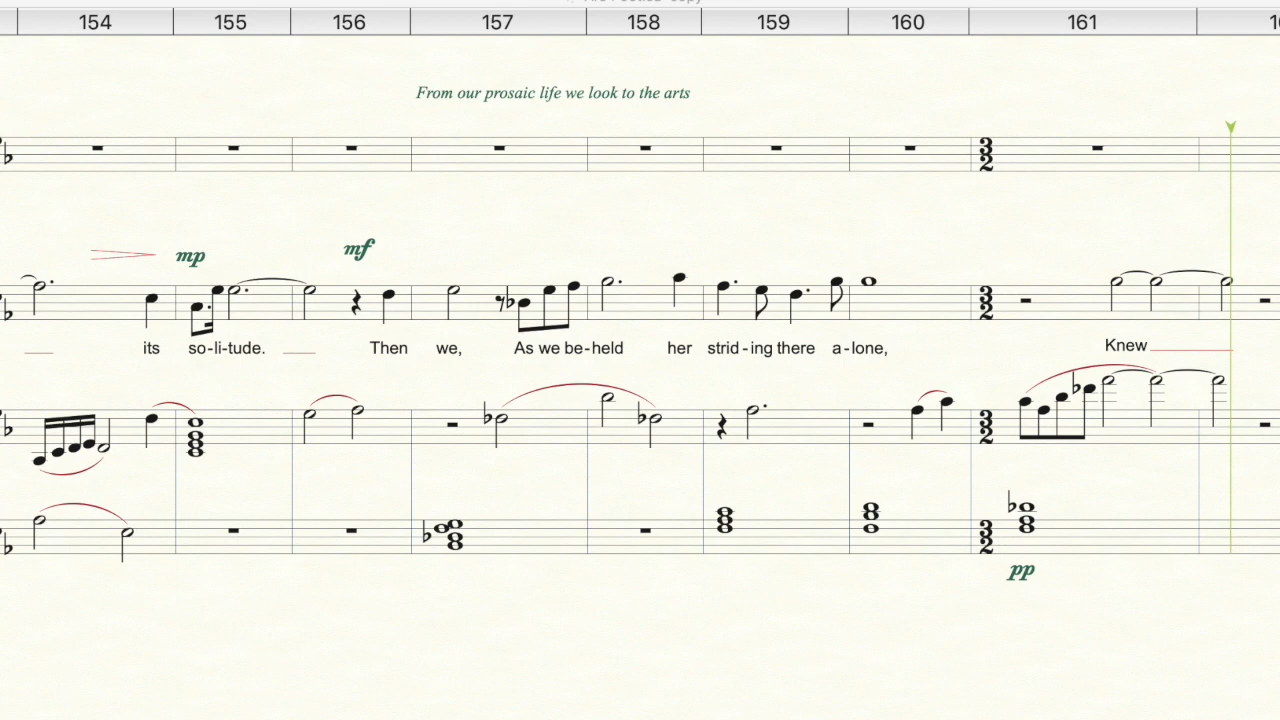 154 155 156 157 158 159 160 161
From our prosaic life we look to the arts
mp mf
its so-li-tude. Then we, As we be-held her strid-ing there a-lone, Knew
pp